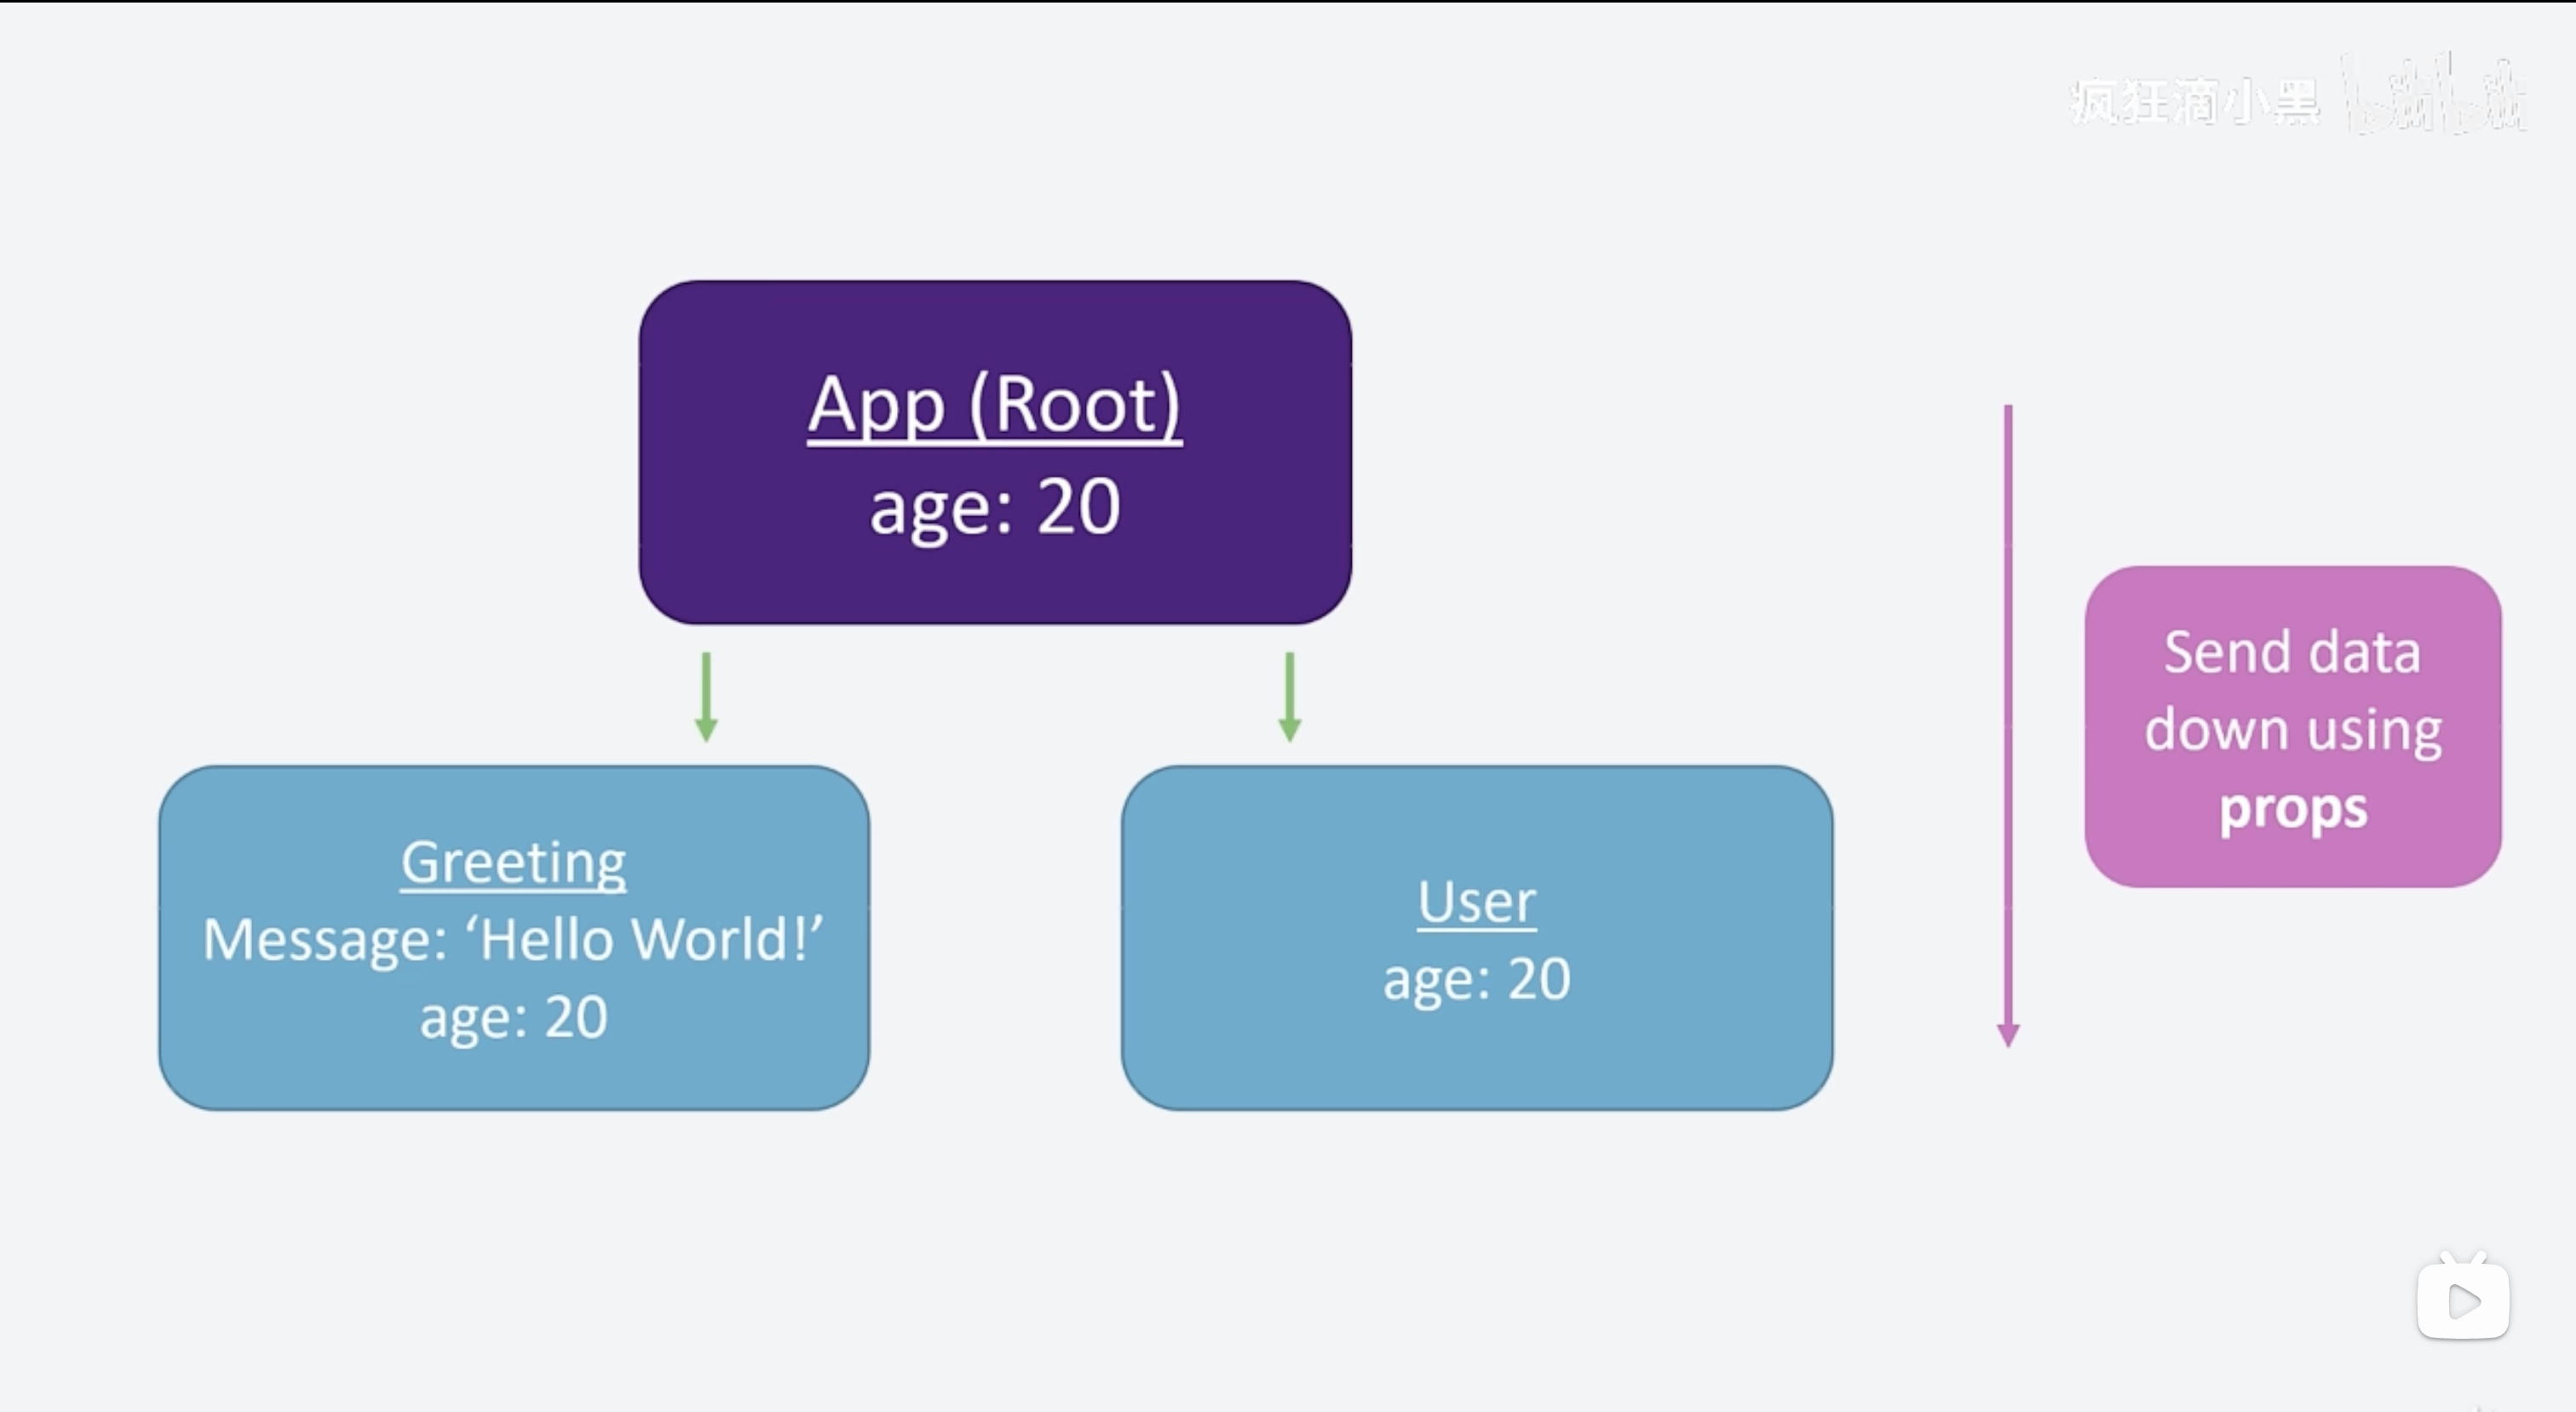 疯狂滴小黑 bilibili
App (Root)
age: 20
Send data
down using
props
Greeting
Message: ‘Hello World!’
age: 20
User
age: 20